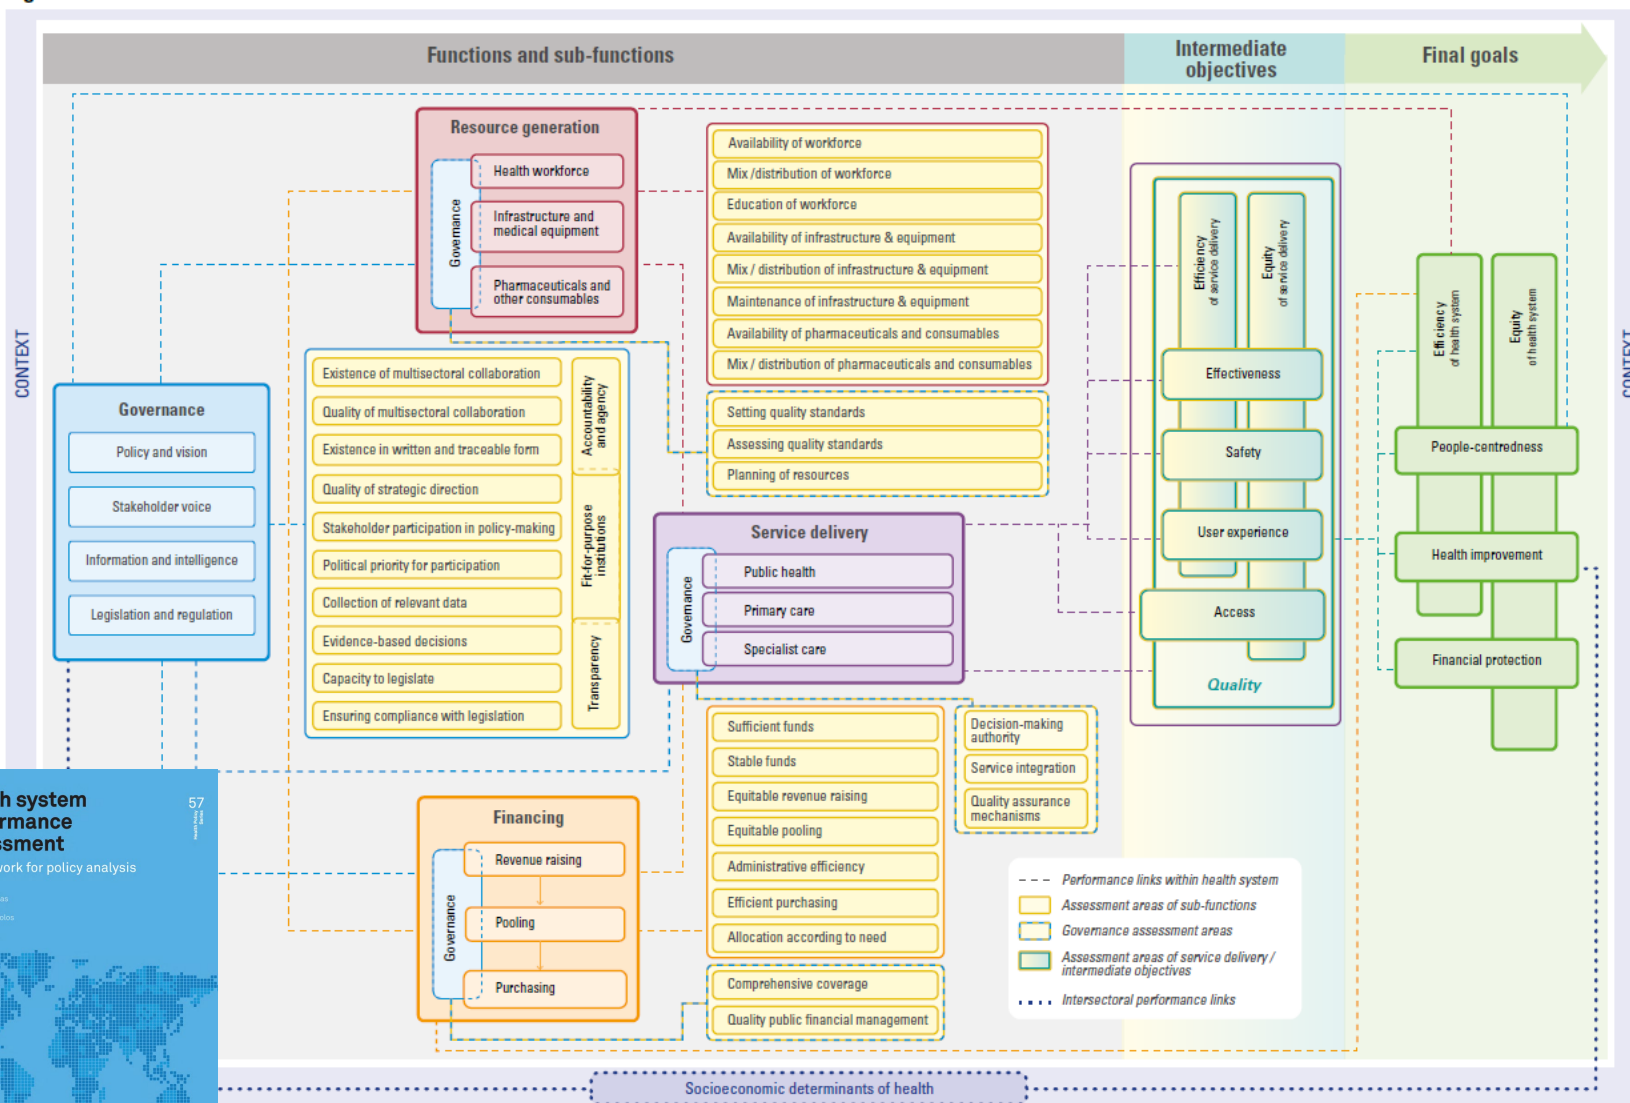 Functions and sub-functions
Intermediate
objectives
Final goals
CONTEXT
CONTEXT
Resource generation
Governance
Health workforce
Infrastructure and
medical equipment
Pharmaceuticals and
other consumables
Availability of workforce
Mix /distribution of workforce
Education of workforce
Availability of infrastructure & equipment
Mix / distribution of infrastructure & equipment
Maintenance of infrastructure & equipment
Availability of pharmaceuticals and consumables
Mix / distribution of pharmaceuticals and consumables
Setting quality standards
Assessing quality standards
Planning of resources
Governance
Policy and vision
Stakeholder voice
Information and intelligence
Legislation and regulation
Existence of multisectoral collaboration
Quality of multisectoral collaboration
Existence in written and traceable form
Quality of strategic direction
Stakeholder participation in policy-making
Political priority for participation
Collection of relevant data
Evidence-based decisions
Capacity to legislate
Ensuring compliance with legislation
Accountability
and agency
Fit-for-purpose
institutions
Transparency
Service delivery
Governance
Public health
Primary care
Specialist care
Decision-making
authority
Service integration
Quality assurance
mechanisms
Financing
Governance
Revenue raising
Pooling
Purchasing
Sufficient funds
Stable funds
Equitable revenue raising
Equitable pooling
Administrative efficiency
Efficient purchasing
Allocation according to need
Comprehensive coverage
Quality public financial management
Efficiency
of service delivery
Equity
of service delivery
Effectiveness
Safety
User experience
Access
Quality
Efficiency
of health system
Equity
of health system
People-centredness
Health improvement
Financial protection
Performance links within health system
Assessment areas of sub-functions
Governance assessment areas
Assessment areas of service delivery /
intermediate objectives
Intersectoral performance links
Socioeconomic determinants of health
h system
rmance
ssment
work for policy analysis
57